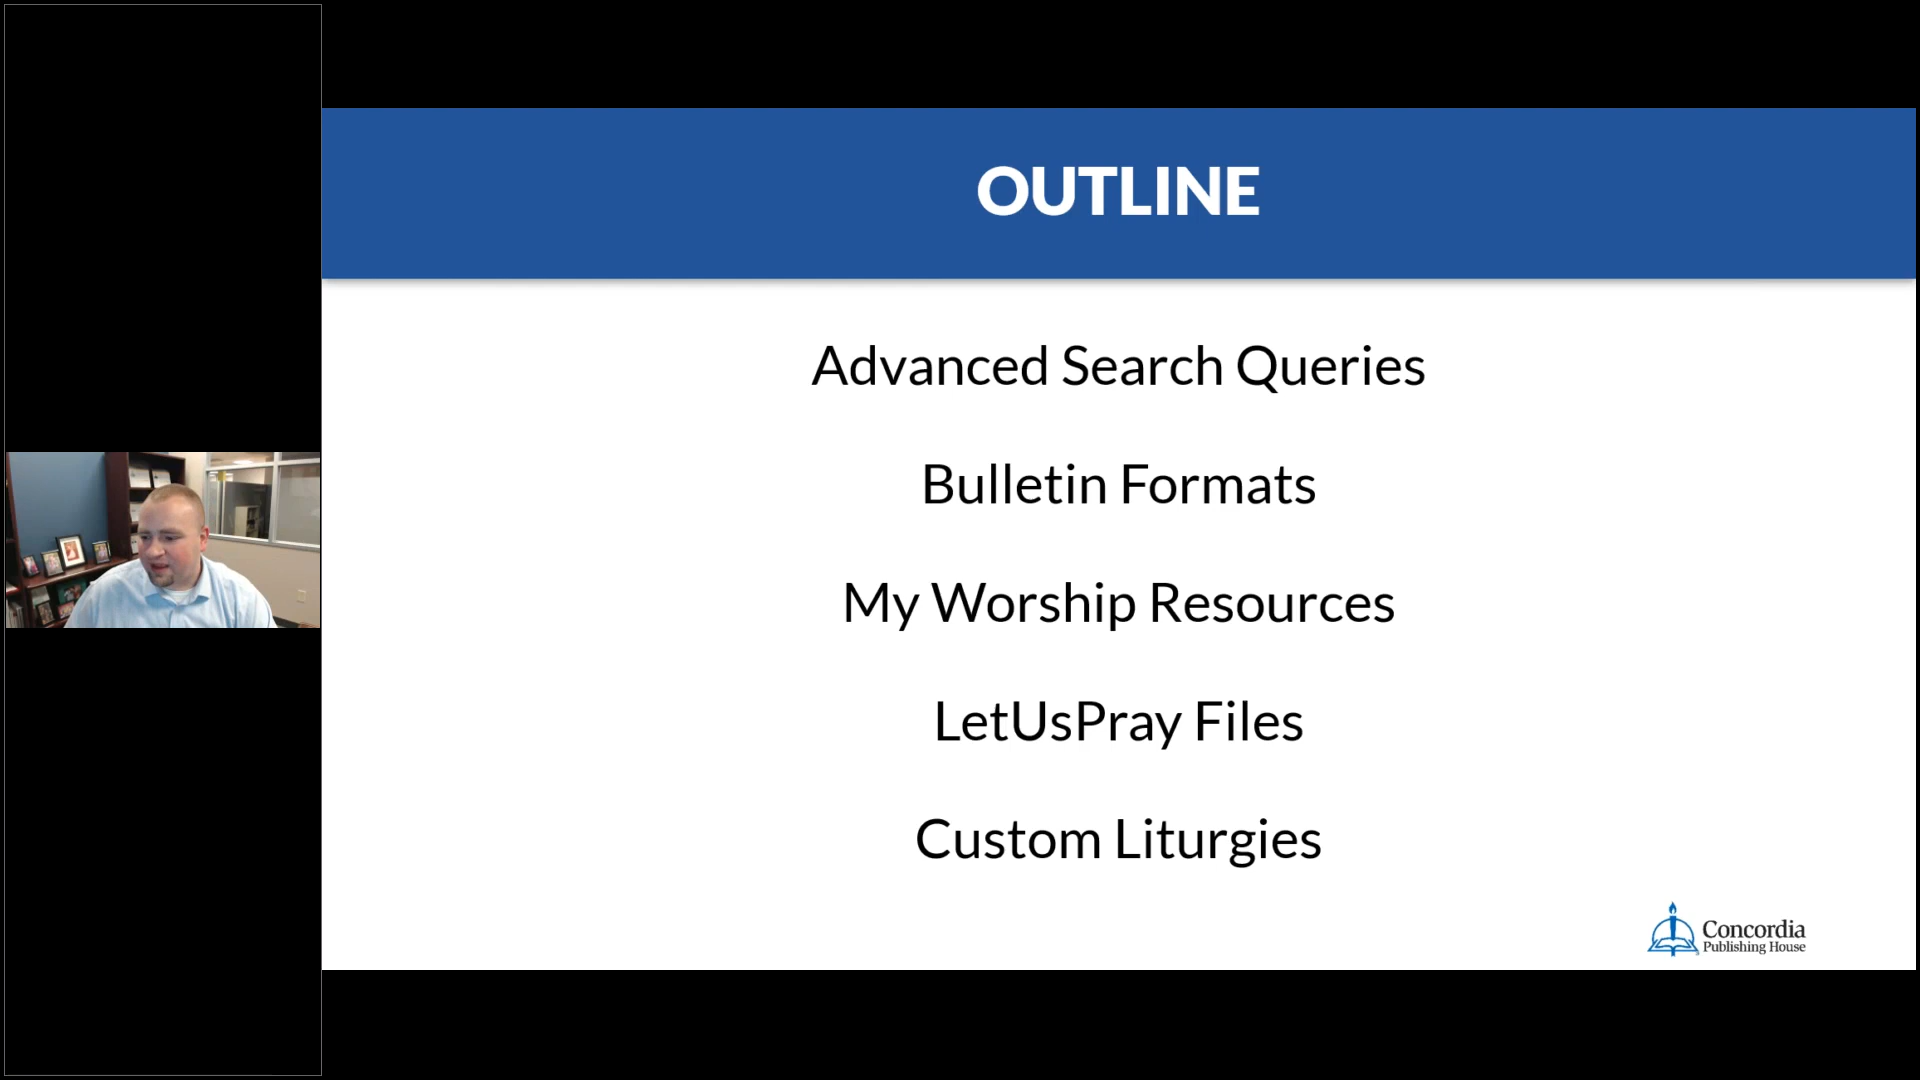 OUTLINE
Advanced Search Queries
Bulletin Formats
My Worship Resources
LetUsPray Files
Custom Liturgies
Concordia
Publishing House